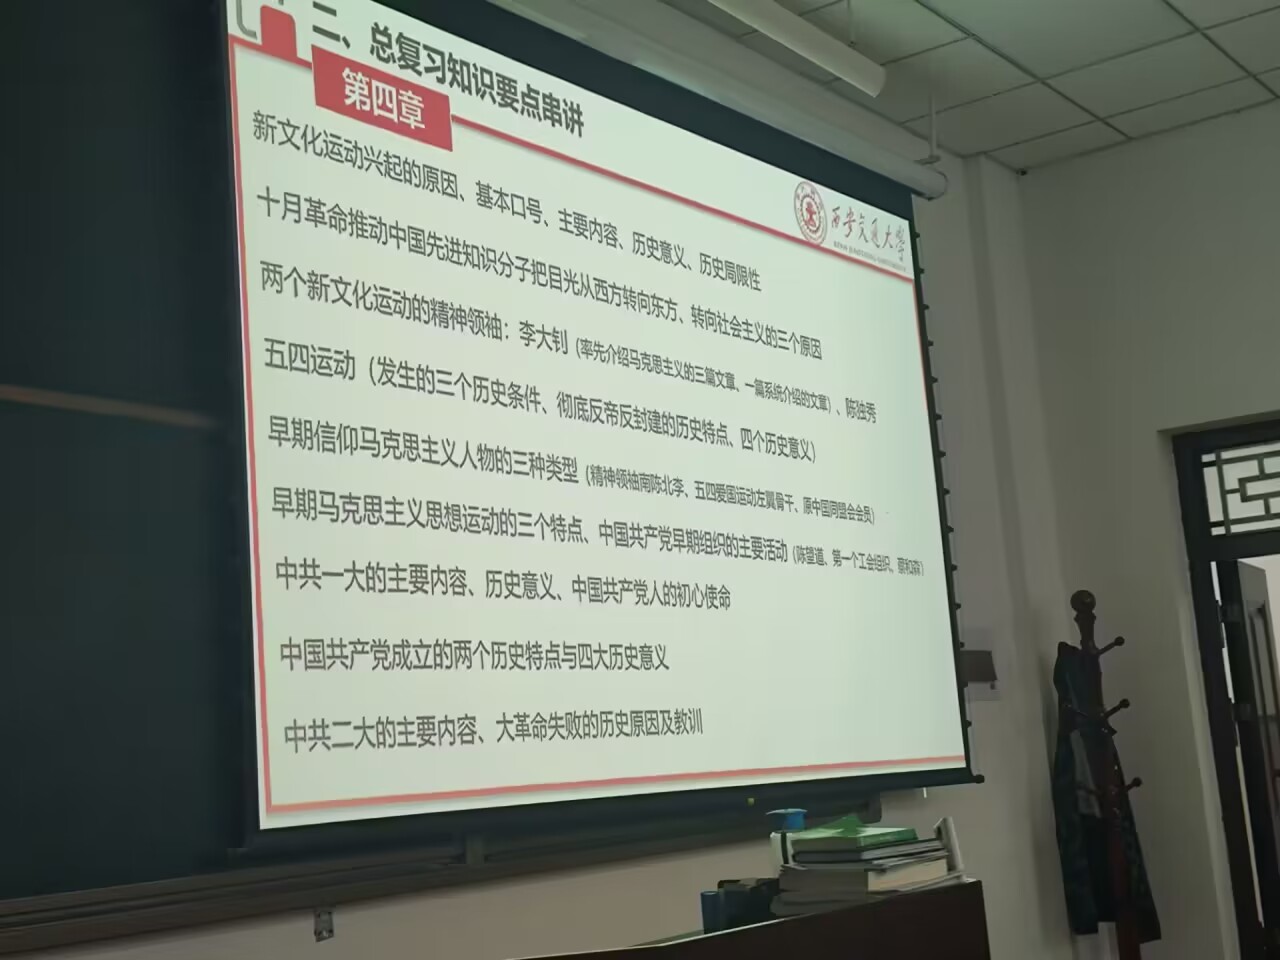 二、总复习知识要点串讲
第四章
西安交通大学
新文化运动兴起的原因、基本口号、主要内容、历史意义、历史局限性
十月革命推动中国先进知识分子把目光从西方转向东方、转向社会主义的三个原因
两个新文化运动的精神领袖：李大钊（率先介绍马克思主义的三篇文章、一篇系统介绍的文章）、陈独秀
五四运动（发生的三个历史条件、彻底反帝反封建的历史特点、四个历史意义）
早期信仰马克思主义人物的三种类型（精神领袖南陈北李、五四爱国运动左翼骨干、原中国同盟会会员）
早期马克思主义思想运动的三个特点、中国共产党早期组织的主要活动（陈望道、第一个工会组织、蔡和森）
中共一大的主要内容、历史意义、中国共产党人的初心使命
中国共产党成立的两个历史特点与四大历史意义
中共二大的主要内容、大革命失败的历史原因及教训